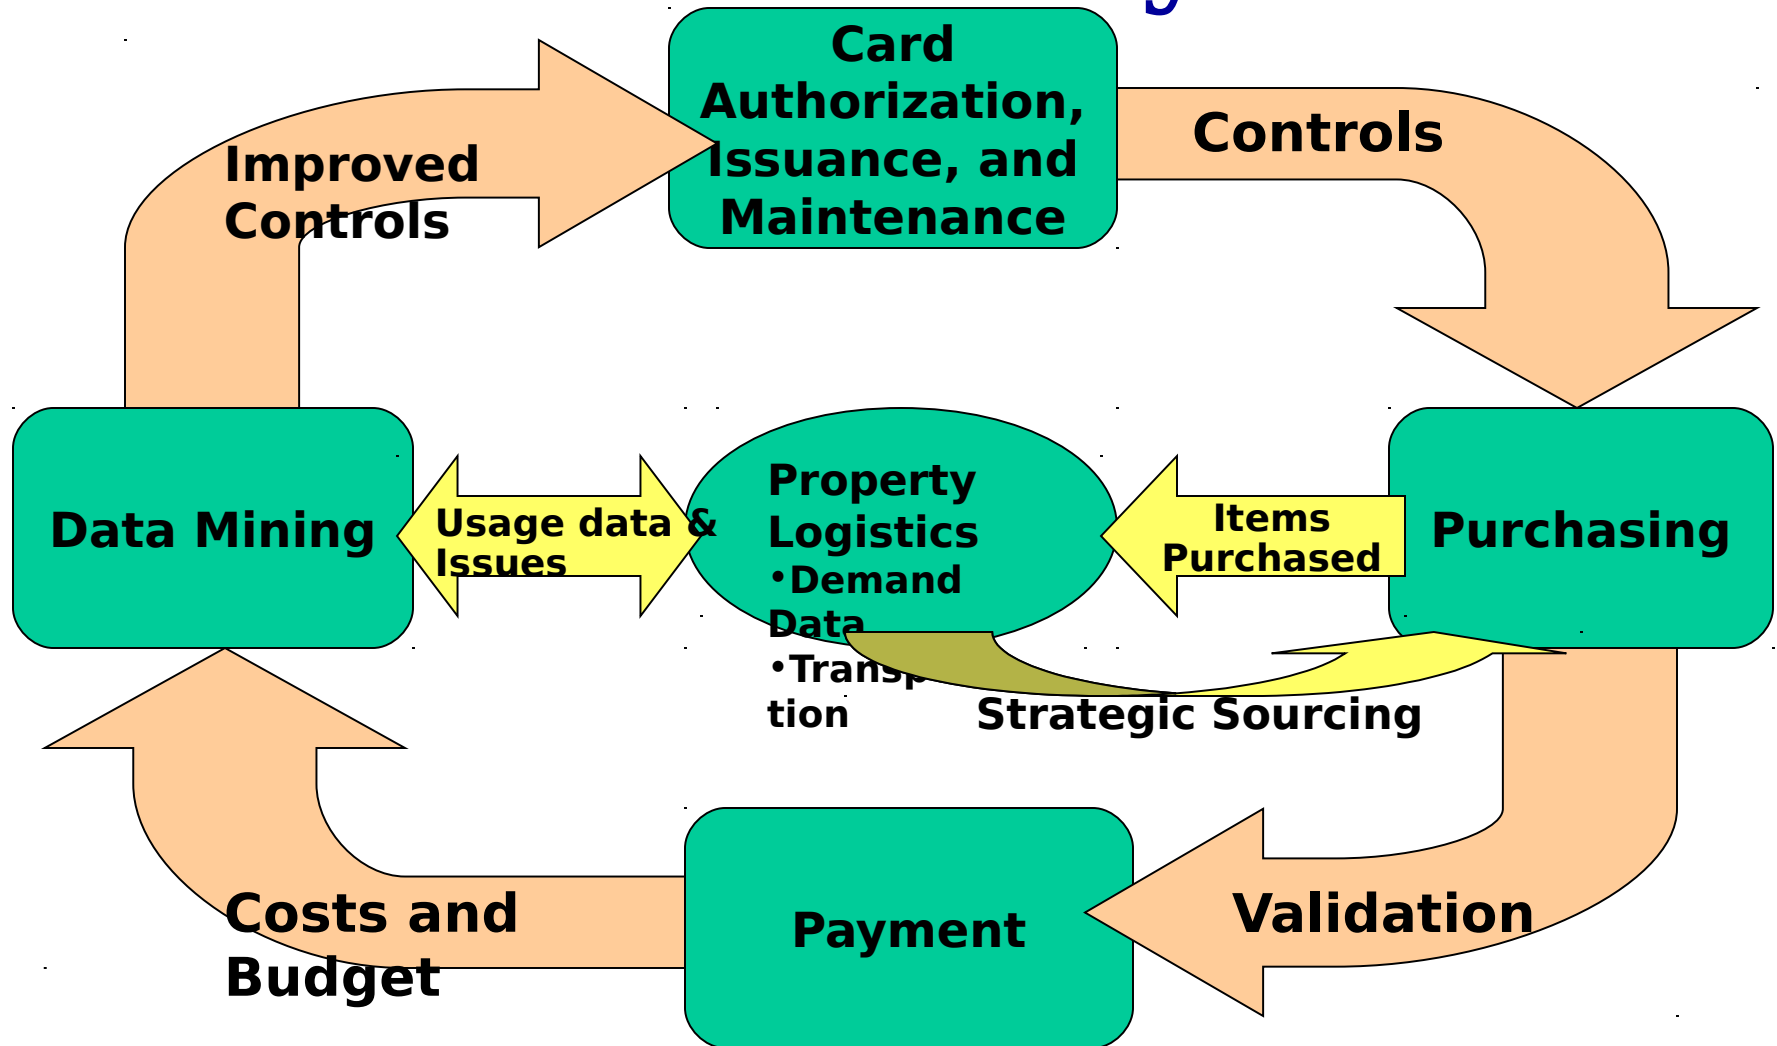 Card
Authorization,
Issuance, and
Maintenance
Controls
Improved
Controls
Data Mining
Usage data &
Issues
Property
Logistics
•Demand
Data
tion
Items
Purchased
Purchasing
Strategic Sourcing
Costs and
Budget
Payment
Validation